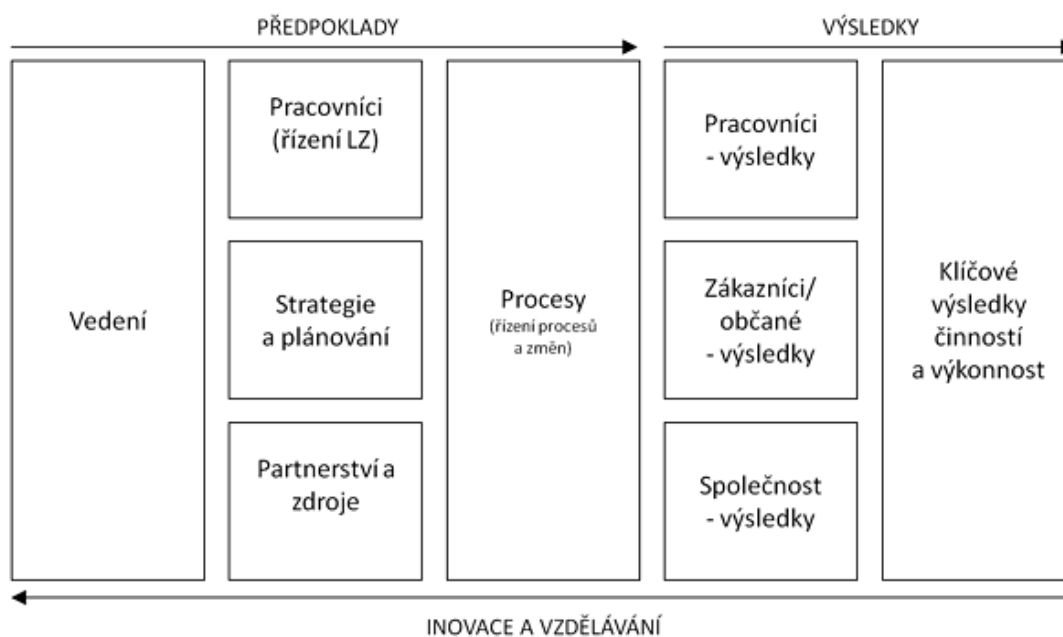 PŘEDPOKLADY
VÝSLEDKY
Vedení
Pracovníci
(řízení LZ)
Strategie
a plánování
Partnerství a
zdroje
Procesy
(řízení procesů
a změn)
Pracovníci
- výsledky
Zákazníci/
občané
- výsledky
Společnost
- výsledky
Klíčové
výsledky
činností
a výkonnost
INOVACE A VZDĚLÁVÁNÍ